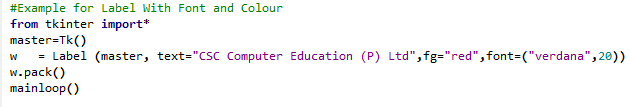 #Example for Label With Font and Colour
from tkinter import*
master=Tk()
w   = Label (master, text="CSC Computer Education (P) Ltd",fg="red",font=("verdana",20))
w.pack()
mainloop()